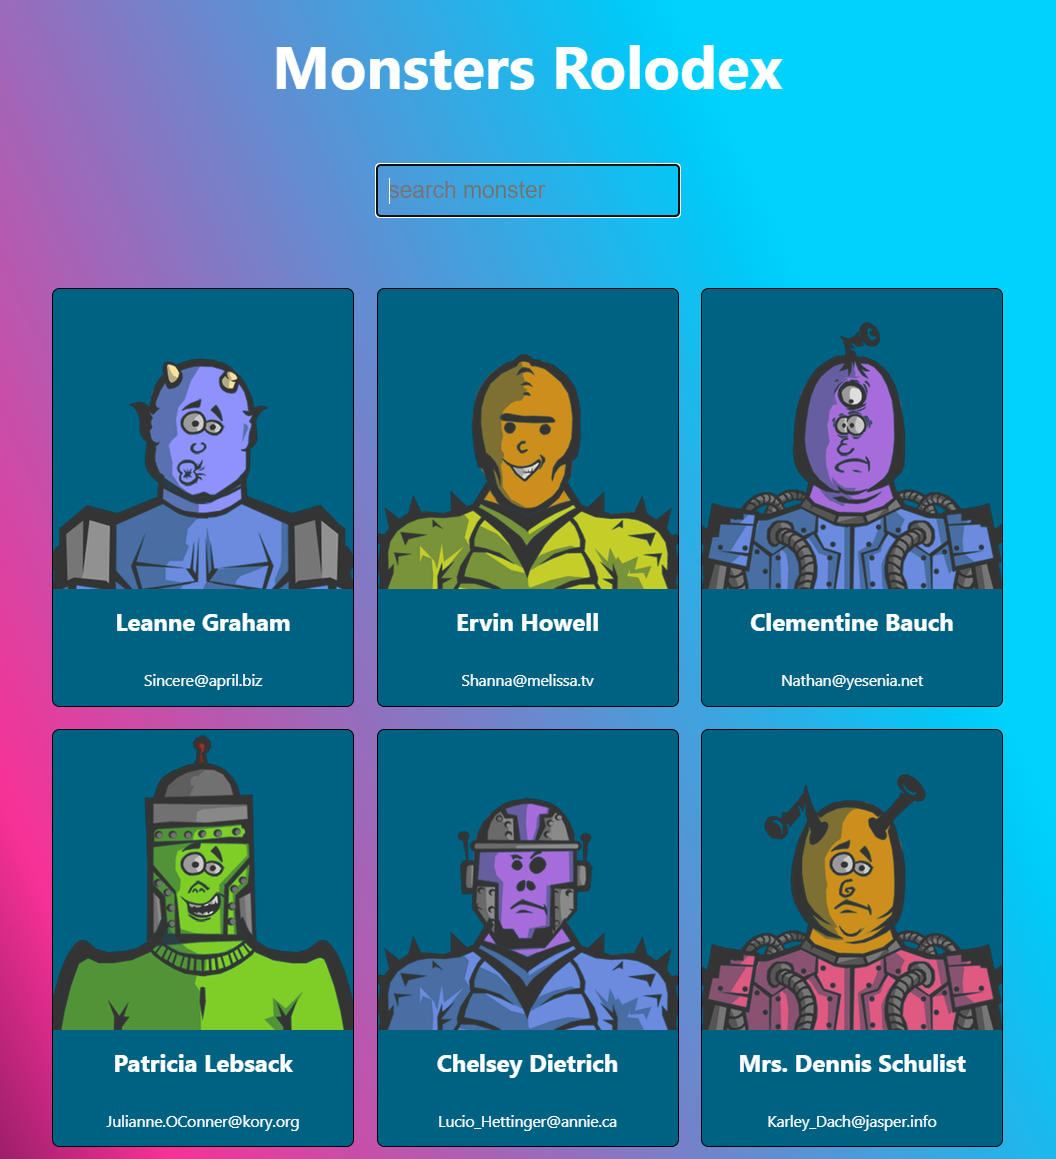 Monsters Rolodex
search monster
Leanne Graham
Sincere@april.biz
Ervin Howell
Shanna@melissa.tv
Clementine Bauch
Nathan@yesenia.net
Patricia Lebsack
Julianne.OConner@kory.org
Chelsey Dietrich
Lucio_Hettinger@annie.ca
Mrs. Dennis Schulist
Karley_Dach@jasper.info